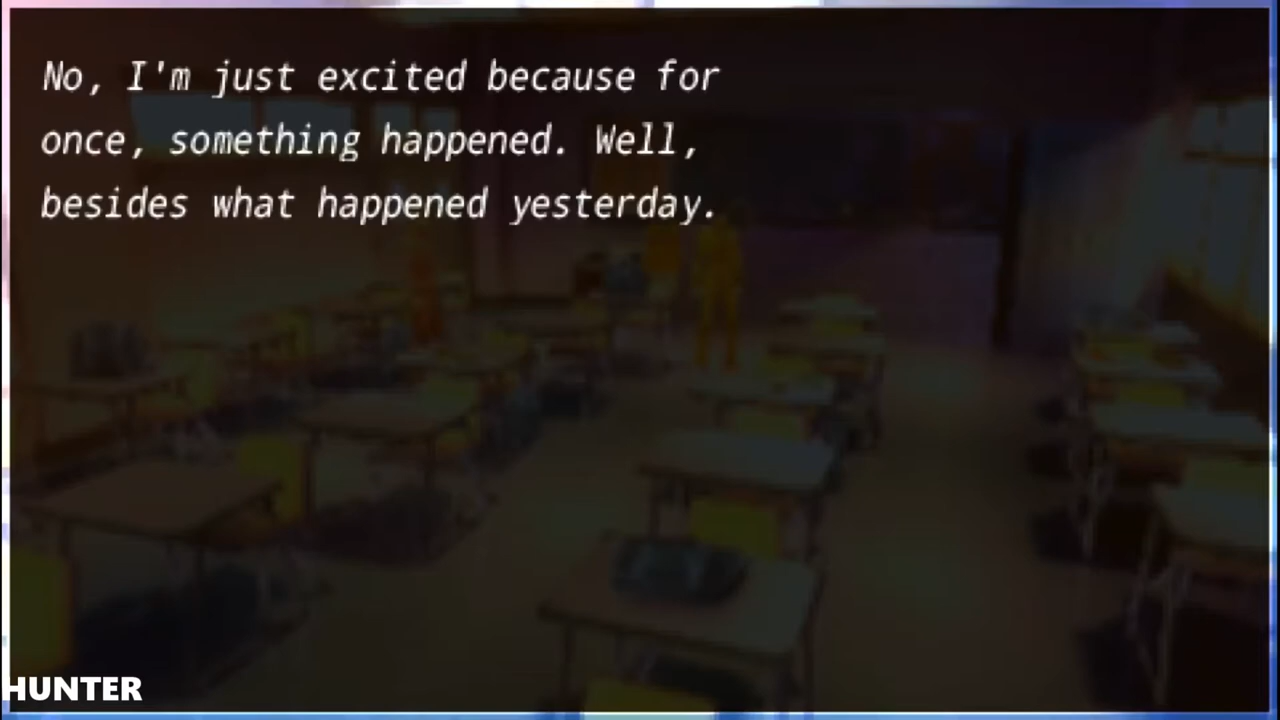 No, I'm just excited because for
once, something happened. Well,
besides what happened yesterday.
HUNTER